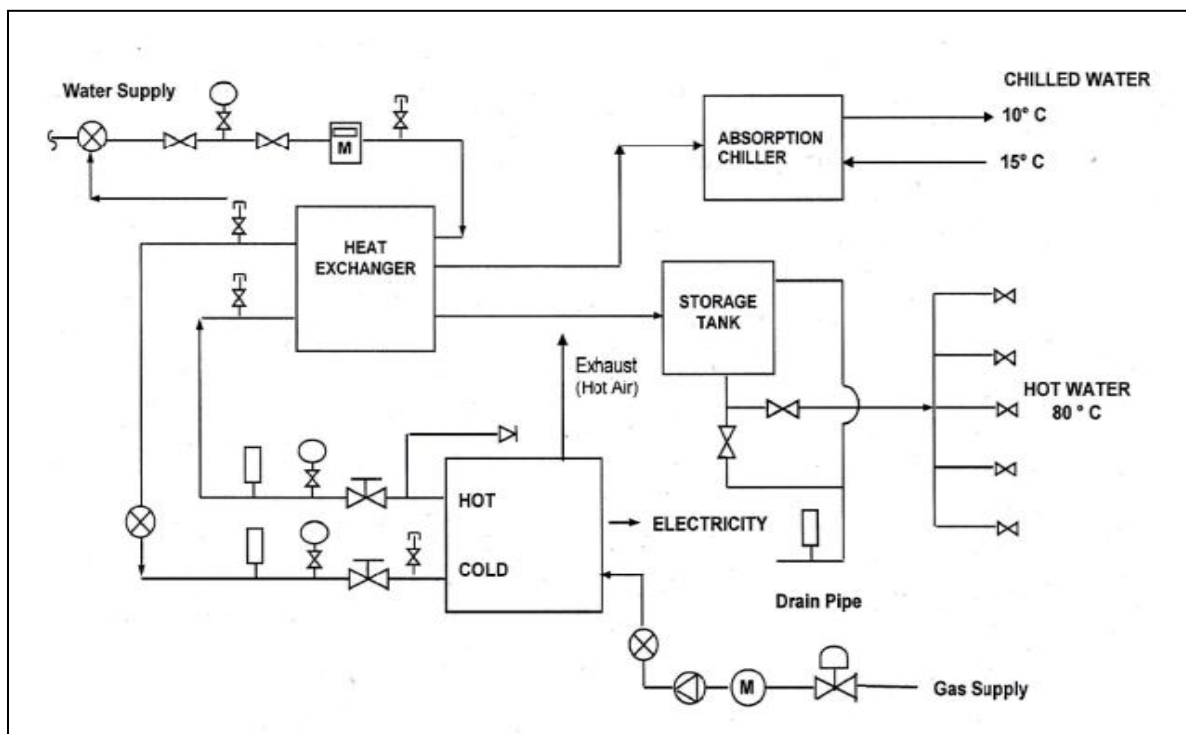 Water Supply
M
HEAT
EXCHANGER
ABSORPTION
CHILLER
CHILLED WATER
10° C
15° C
STORAGE
TANK
Exhaust
(Hot Air)
HOT WATER
80 ° C
HOT
COLD
ELECTRICITY
Drain Pipe
M
Gas Supply